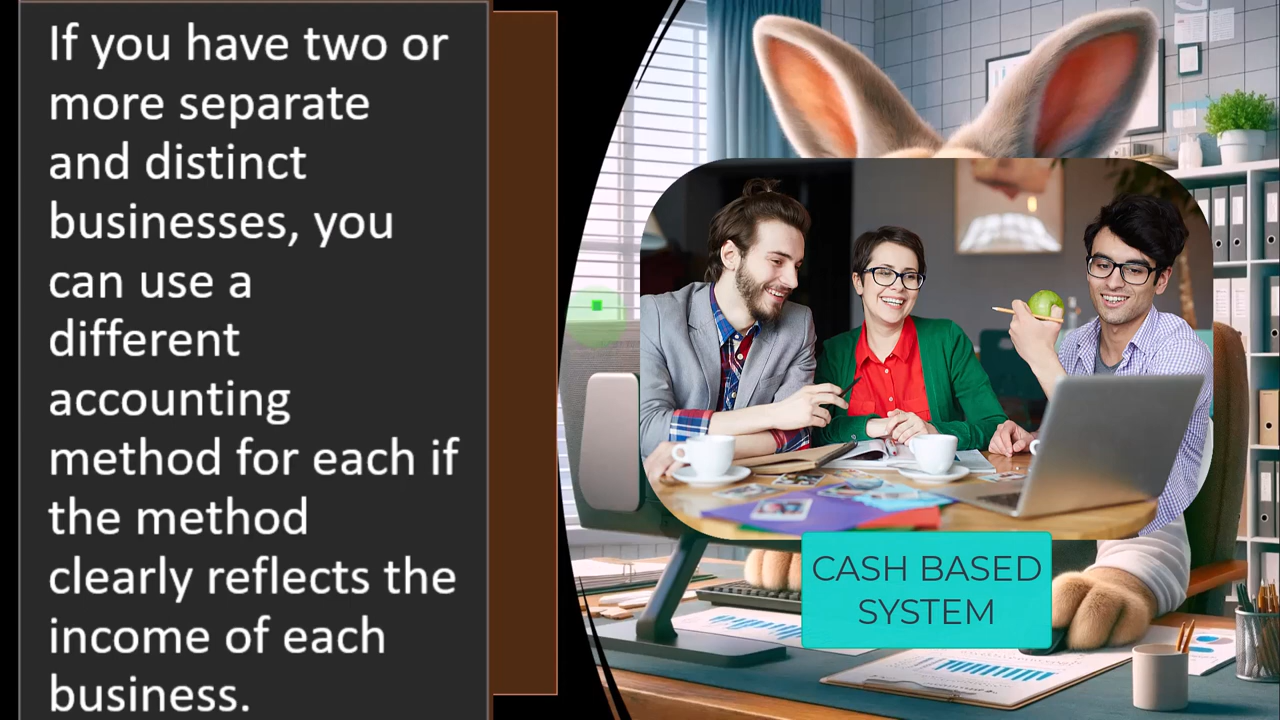 If you have two or
more separate
and distinct
businesses, you
can use a
different
accounting
method for each if
the method
clearly reflects the
income of each
business.
CASH BASED
SYSTEM